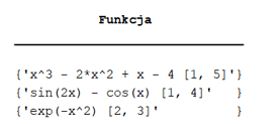 Funkcja
{'x^3 - 2*x^2 + x - 4 [1, 5]'}
{'sin(2x) - cos(x) [1, 4]' }
{'exp(-x^2) [2, 3]' }